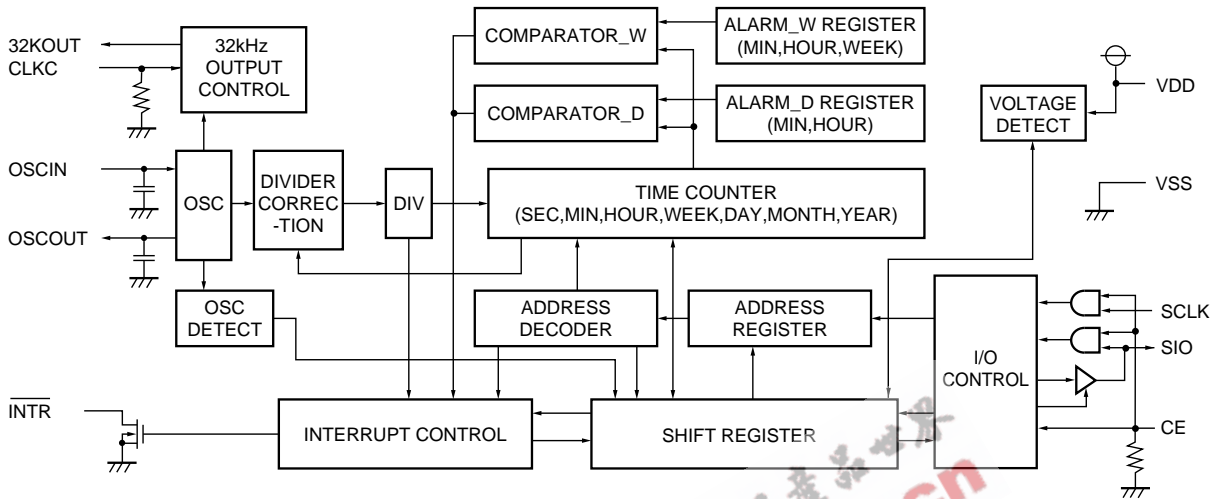 32KOUT
CLKC
32kHz
OUTPUT
CONTROL
COMPARATOR_W
ALARM_W REGISTER
(MIN,HOUR,WEEK)
COMPARATOR_D
ALARM_D REGISTER
(MIN,HOUR)
VOLTAGE
DETECT
VDD
VSS
OSCIN
OSCOUT
OSC
DIVIDER
CORREC
-TION
DIV
TIME COUNTER
(SEC,MIN,HOUR,WEEK,DAY,MONTH,YEAR)
OSC
DETECT
ADDRESS
DECODER
ADDRESS
REGISTER
I/O
CONTROL
SCLK
SIO
CE
INTR
INTERRUPT CONTROL
SHIFT REGISTER
.cn